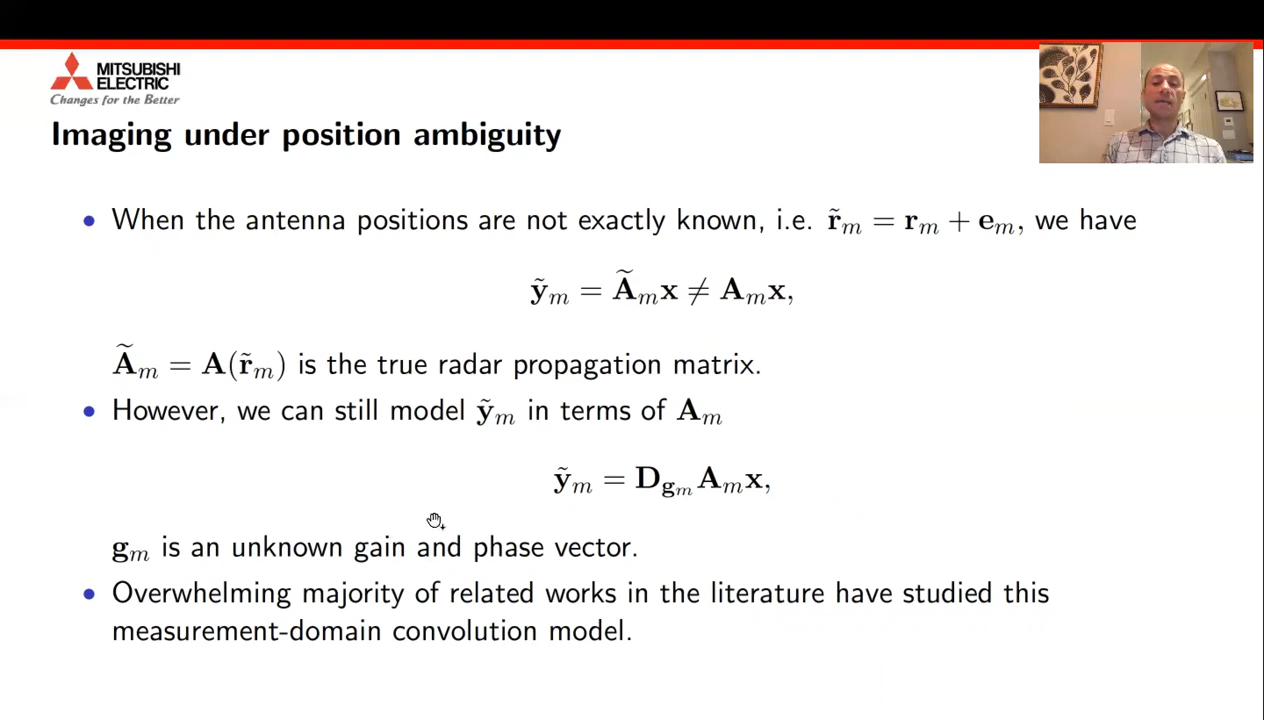 MITSUBISHI
ELECTRIC
Changes for the Better
Imaging under position ambiguity
• When the antenna positions are not exactly known, i.e. r̃ₘ = rₘ + eₘ, we have
ỹₘ = Ãₘx ≠ Aₘx,
Ãₘ = A(r̃ₘ) is the true radar propagation matrix.
• However, we can still model ỹₘ in terms of Aₘ
ỹₘ = D_gₘ Aₘx,
gₘ is an unknown gain and phase vector.
• Overwhelming majority of related works in the literature have studied this
measurement-domain convolution model.